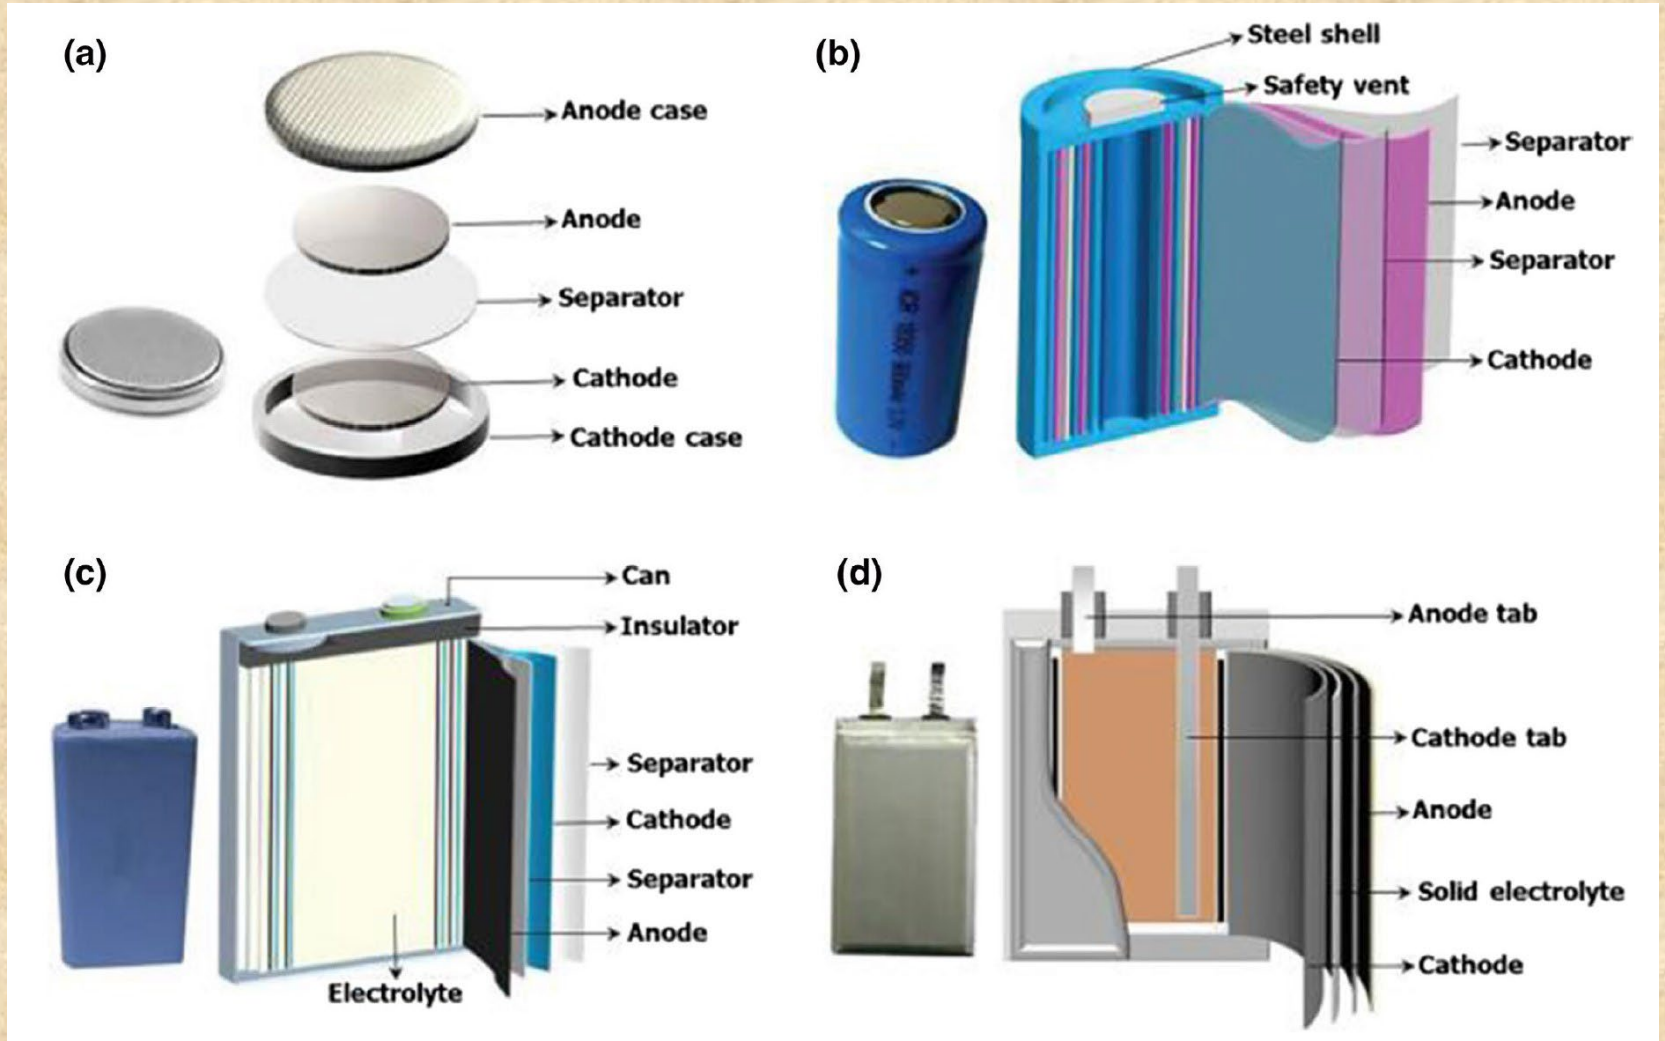 (a)
Anode case
Anode
Separator
Cathode
Cathode case
(b)
Steel shell
Safety vent
Separator
Anode
Separator
Cathode
(c)
Can
Insulator
Separator
Cathode
Separator
Anode
Electrolyte
(d)
Anode tab
Cathode tab
Anode
Solid electrolyte
Cathode